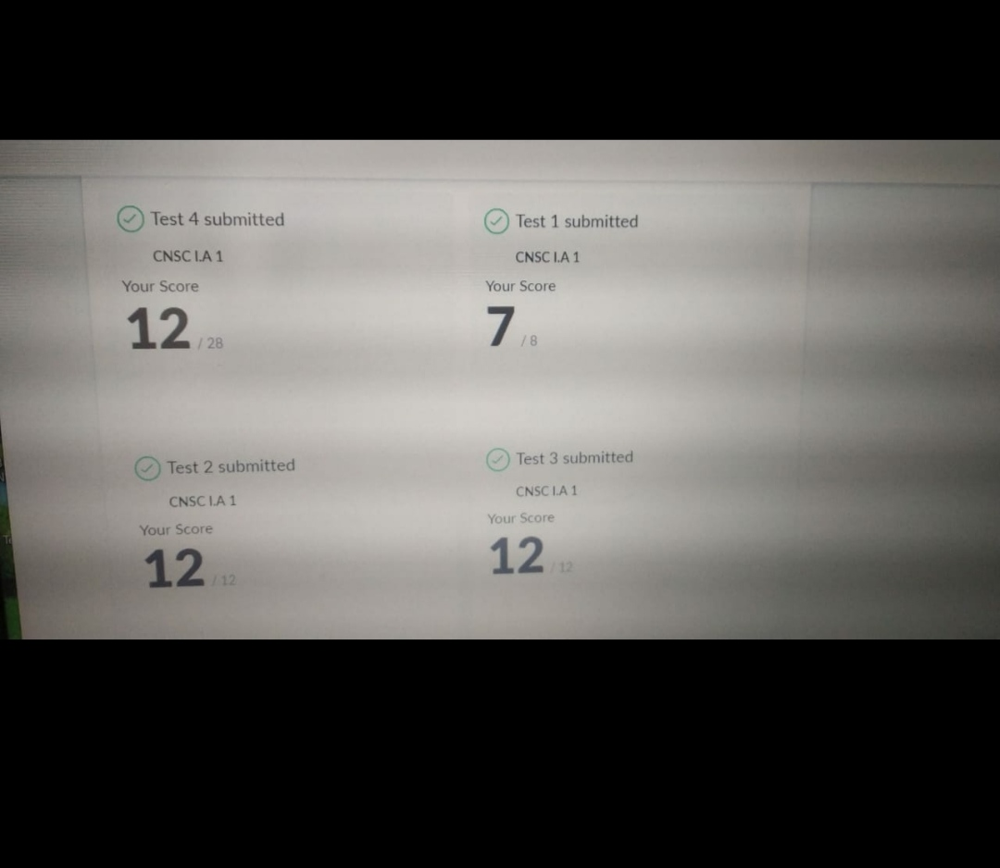 Test 4 submitted
CNSC I.A 1
Your Score
12 / 28
Test 1 submitted
CNSC I.A 1
Your Score
7 / 8
Test 2 submitted
CNSC I.A 1
Your Score
12 / 12
Test 3 submitted
CNSC I.A 1
Your Score
12 / 12